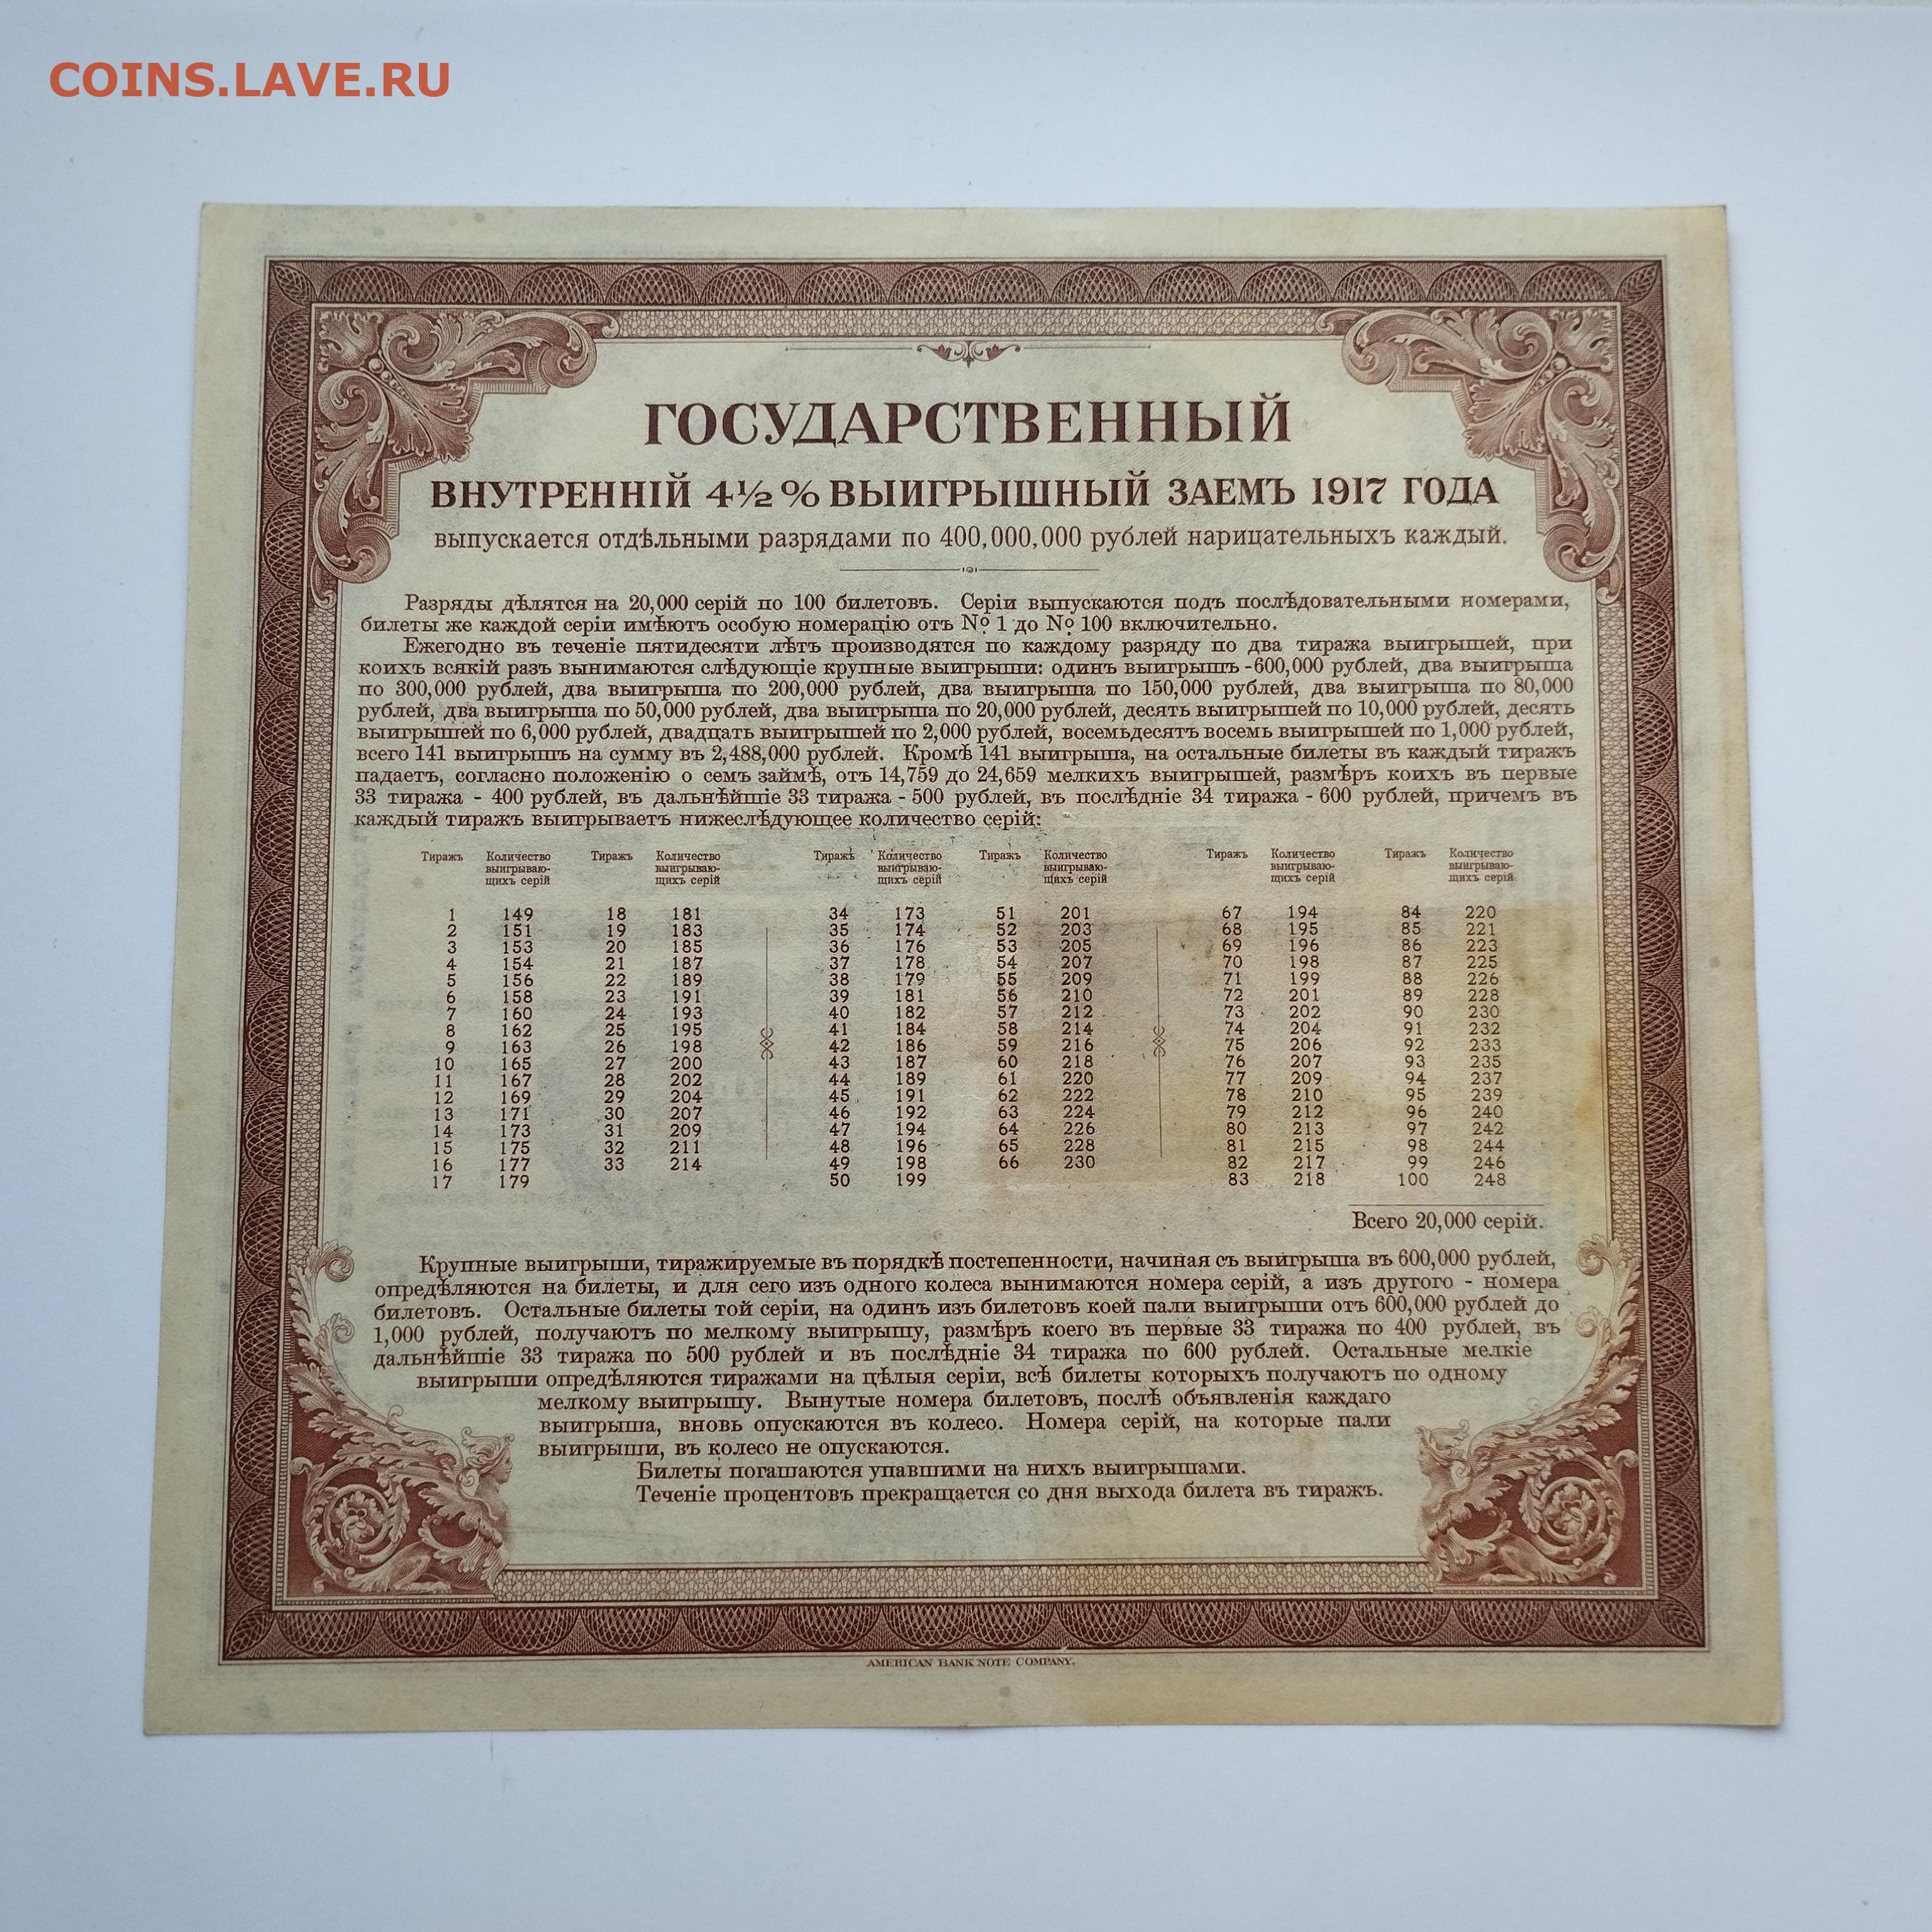 COINS.LAVE.RU
ГОСУДАРСТВЕННЫЙ
ВНУТРЕННІЙ 4½% ВЫИГРЫШНЫЙ ЗАЕМЪ 1917 ГОДА
выпускается отдѣльными разрядами по 400,000,000 рублей нарицательныхъ каждый.
Разряды дѣлятся на 20,000 серій по 100 билетовъ. Серіи выпускаются подъ послѣдовательными номерами,
билеты же каждой серіи имѣютъ особую номерацію отъ № 1 до № 100 включительно.
Ежегодно въ теченіе пятидесяти лѣтъ производятся по каждому разряду по два тиража выигрышей, при
коихъ всякій разъ вынимаются слѣдующіе крупные выигрыши: одинъ выигрышъ -600,000 рублей, два выигрыша
по 300,000 рублей, два выигрыша по 200,000 рублей, два выигрыша по 150,000 рублей, два выигрыша по 80,000
рублей, два выигрыша по 50,000 рублей, два выигрыша по 20,000 рублей, десять выигрышей по 10,000 рублей, десять
выигрышей по 6,000 рублей, двадцать выигрышей по 2,000 рублей, восемьдесятъ восемь выигрышей по 1,000 рублей,
всего 141 выигрышъ на сумму въ 2,488,000 рублей. Кромѣ 141 выигрыша, на остальные билеты въ каждый тиражъ
падаетъ, согласно положенію о семъ займѣ, отъ 14,759 до 24,659 мелкихъ выигрышей, размѣръ коихъ въ первые
33 тиража - 400 рублей, въ дальнѣйшіе 33 тиража - 500 рублей, въ послѣдніе 34 тиража - 600 рублей, причемъ въ
каждый тиражъ выигрываетъ нижеслѣдующее количество серій:
Тиражъ Количество Тиражъ Количество Тиражъ Количество Тиражъ Количество Тиражъ Количество Тиражъ Количество
выигрываю- выигрываю- выигрываю- выигрываю- выигрываю- выигрываю-
щихъ серій щихъ серій щихъ серій щихъ серій щихъ серій щихъ серій
1 149 18 181 34 173 51 201 67 194 84 220
2 151 19 183 35 174 52 203 68 195 85 221
3 153 20 185 36 176 53 205 69 196 86 223
4 154 21 187 37 178 54 207 70 198 87 225
5 156 22 189 38 179 55 209 71 199 88 226
6 158 23 191 39 181 56 210 72 201 89 228
7 160 24 193 40 182 57 212 73 202 90 230
8 162 25 195 41 184 58 214 74 204 91 232
9 163 26 198 42 186 59 216 75 206 92 233
10 165 27 200 43 187 60 218 76 207 93 235
11 167 28 202 44 189 61 220 77 209 94 237
12 169 29 204 45 191 62 222 78 210 95 239
13 171 30 207 46 192 63 224 79 212 96 240
14 173 31 209 47 194 64 226 80 213 97 242
15 175 32 211 48 196 65 228 81 215 98 244
16 177 33 214 49 198 66 230 82 217 99 246
17 179 50 199 83 218 100 248
Всего 20,000 серій.
Крупные выигрыши, тиражируемые въ порядкѣ постепенности, начиная съ выигрыша въ 600,000 рублей,
опредѣляются на билеты, и для сего изъ одного колеса вынимаются номера серій, а изъ другого - номера
билетовъ. Остальные билеты той серіи, на одинъ изъ билетовъ коей пали выигрыши отъ 600,000 рублей до
1,000 рублей, получаютъ по мелкому выигрышу, размѣръ коего въ первые 33 тиража по 400 рублей, въ
дальнѣйшіе 33 тиража по 500 рублей и въ послѣдніе 34 тиража по 600 рублей. Остальные мелкіе
выигрыши опредѣляются тиражами на цѣлыя серіи, всѣ билеты которыхъ получаютъ по одному
мелкому выигрышу. Вынутые номера билетовъ, послѣ объявленія каждаго
выигрыша, вновь опускаются въ колесо. Номера серій, на которые пали
выигрыши, въ колесо не опускаются.
Билеты погашаются упавшими на нихъ выигрышами.
Теченіе процентовъ прекращается со дня выхода билета въ тиражъ.
AMERICAN BANK NOTE COMPANY.